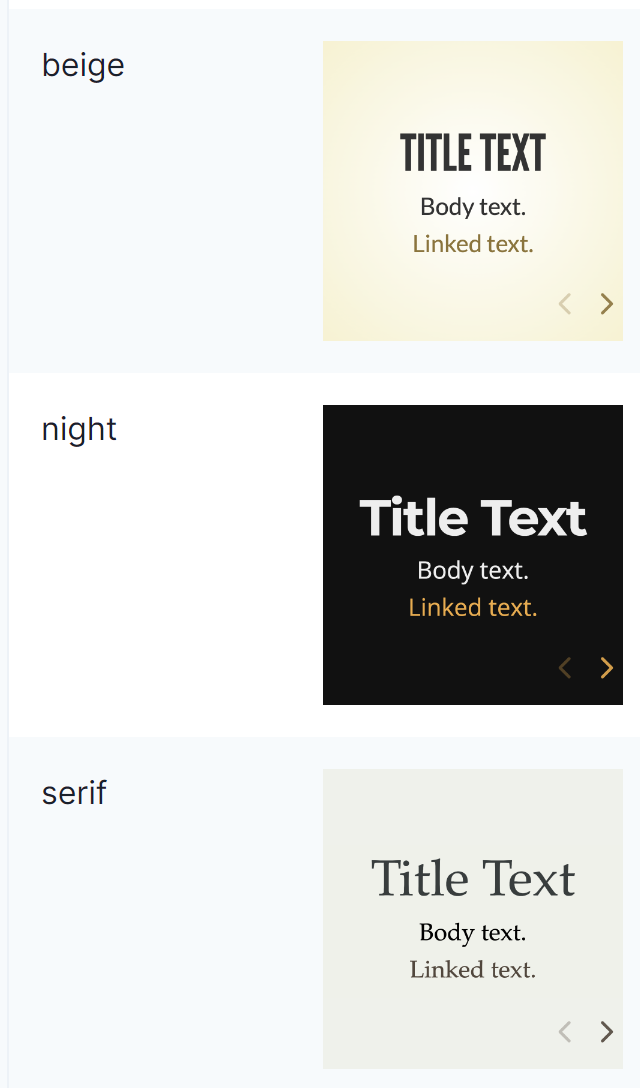 beige
TITLE TEXT
Body text.
Linked text.
night
Title Text
Body text.
Linked text.
serif
Title Text
Body text.
Linked text.